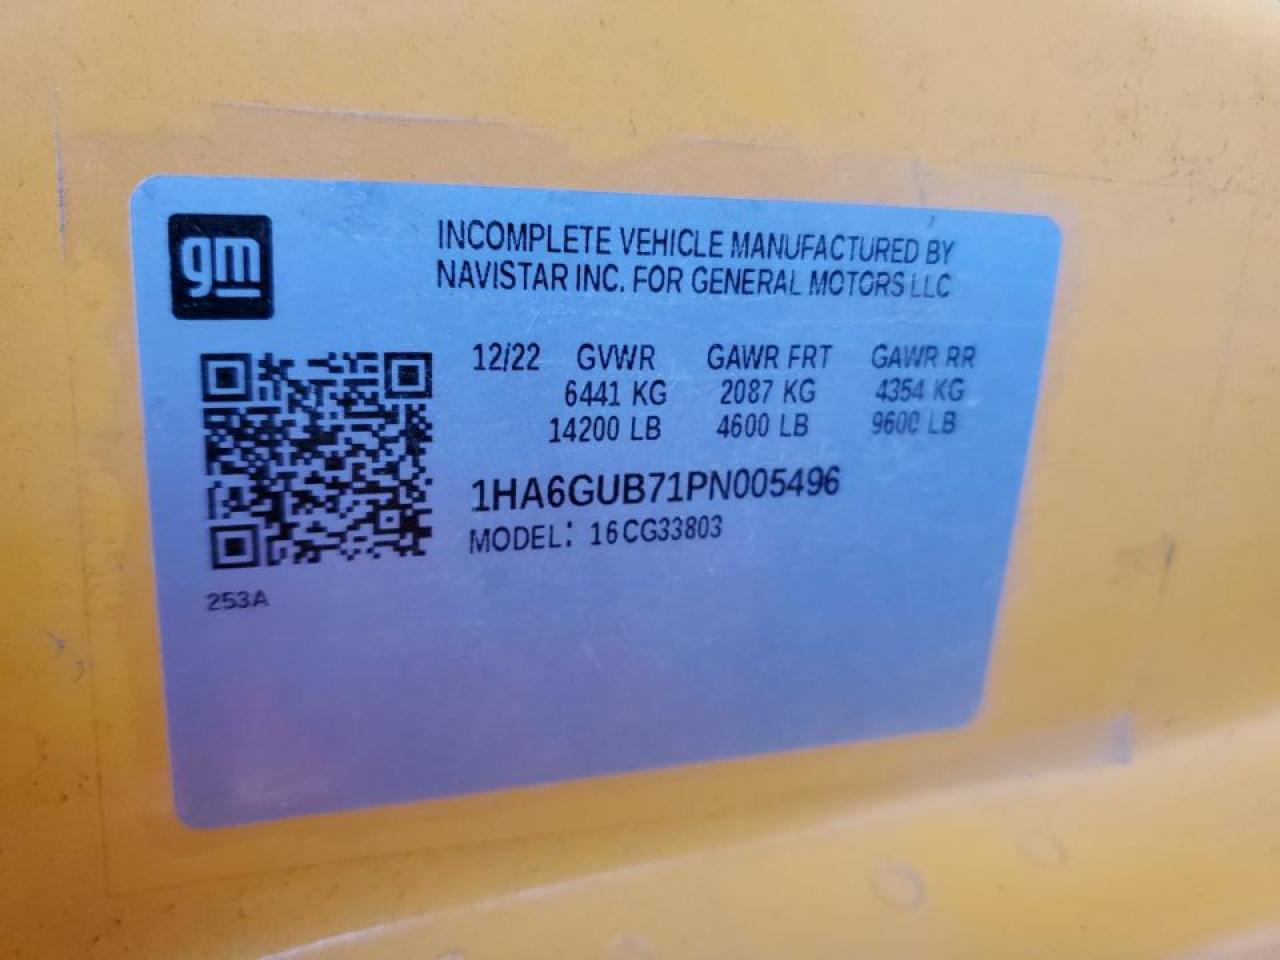 gm
INCOMPLETE VEHICLE MANUFACTURED BY
NAVISTAR INC. FOR GENERAL MOTORS LLC
12/22 GVWR GAWR FRT GAWR RR
6441 KG 2087 KG 4354 KG
14200 LB 4600 LB 9600 LB
1HA6GUB71PN005496
MODEL: 16CG33803
253A